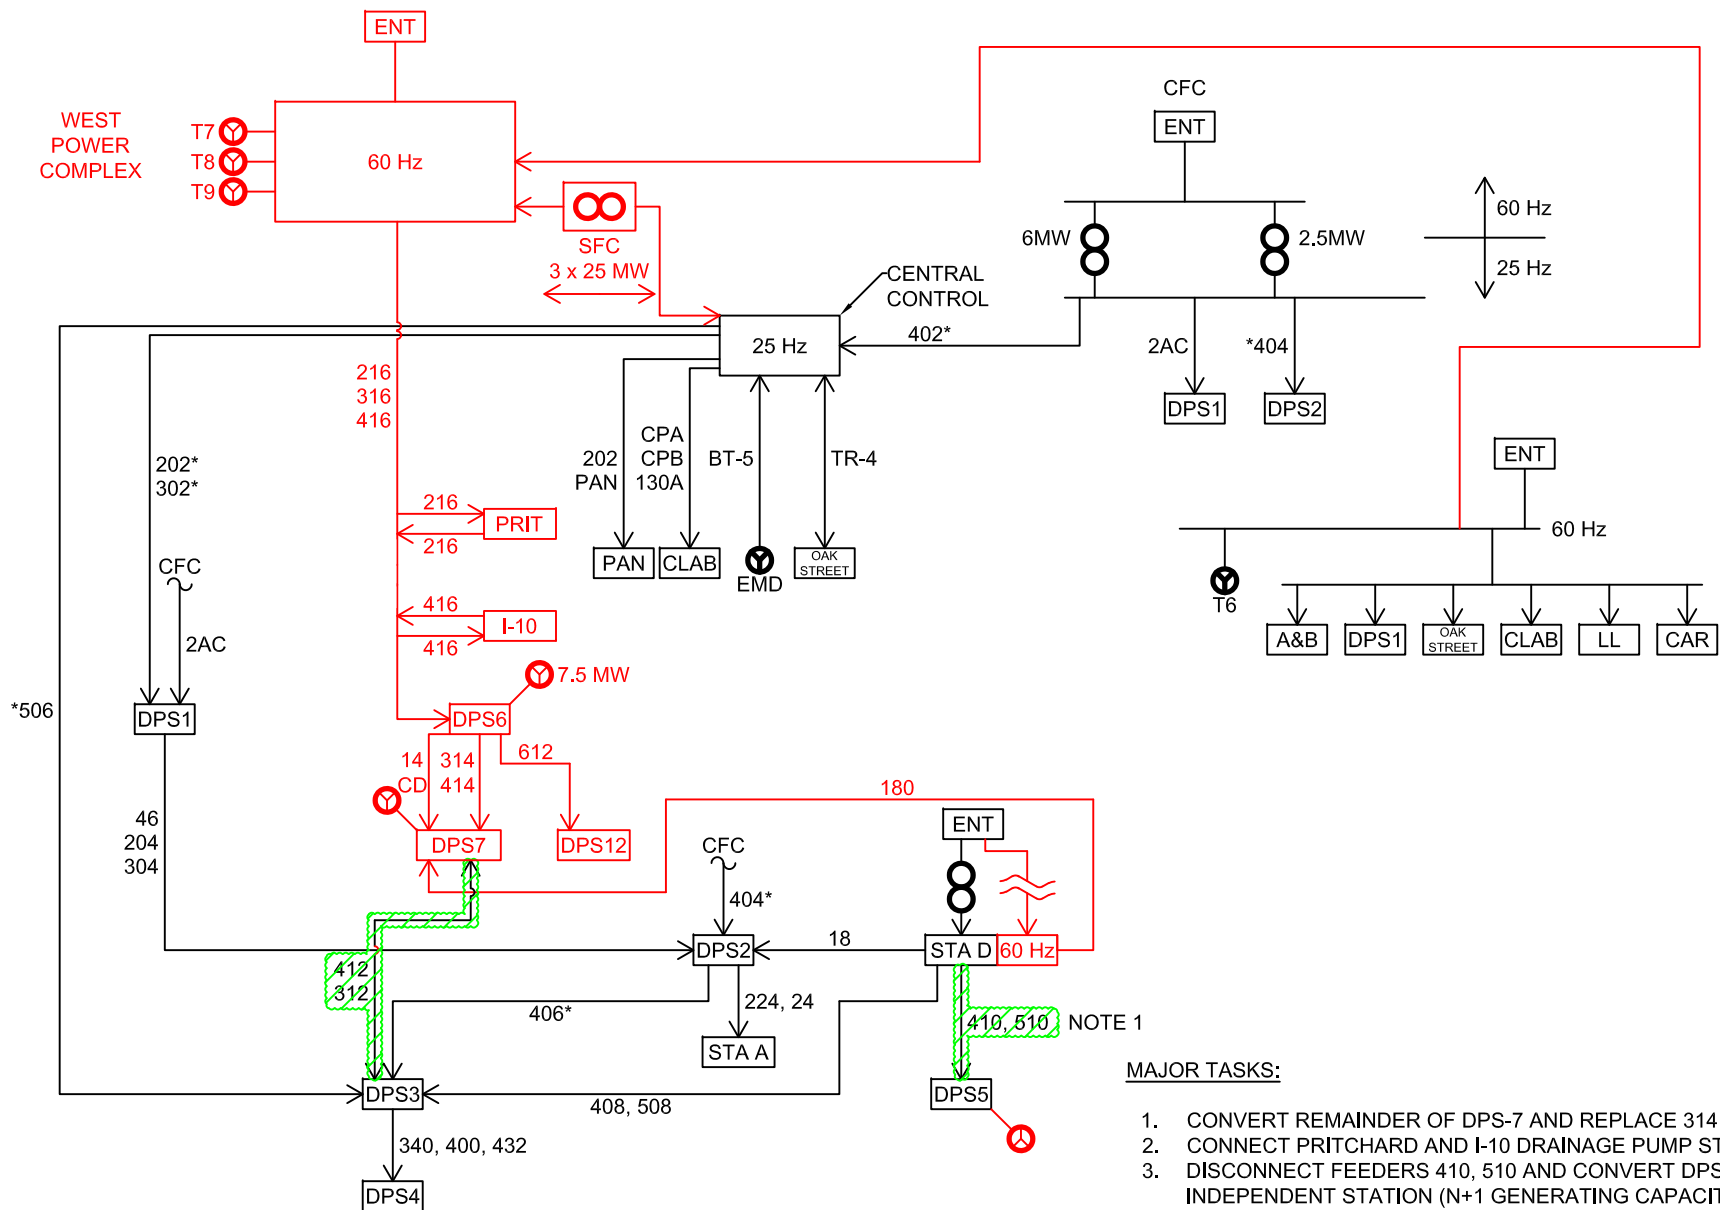 ENT
WEST
POWER
COMPLEX
T7
T8
T9
60 Hz
SFC
3 x 25 MW
CFC
ENT
6MW
2.5MW
60 Hz
25 Hz
CENTRAL
CONTROL
25 Hz
402*
2AC
*404
DPS1
DPS2
216
316
416
202*
302*
CPA
CPB
130A
202
PAN
BT-5
TR-4
PAN
CLAB
EMD
OAK
STREET
ENT
60 Hz
T6
A&B
DPS1
OAK
STREET
CLAB
LL
CAR
216
PRIT
216
416
I-10
416
CFC
2AC
*506
DPS1
7.5 MW
DPS6
14
CD
314
414
612
180
46
204
304
DPS7
DPS12
CFC
404*
ENT
DPS2
18
STA D
60 Hz
412
312
406*
224, 24
410, 510
NOTE 1
STA A
DPS3
408, 508
DPS5
340, 400, 432
DPS4
MAJOR TASKS:
1. CONVERT REMAINDER OF DPS-7 AND REPLACE 314
2. CONNECT PRITCHARD AND I-10 DRAINAGE PUMP ST
3. DISCONNECT FEEDERS 410, 510 AND CONVERT DPS
INDEPENDENT STATION (N+1 GENERATING CAPACIT